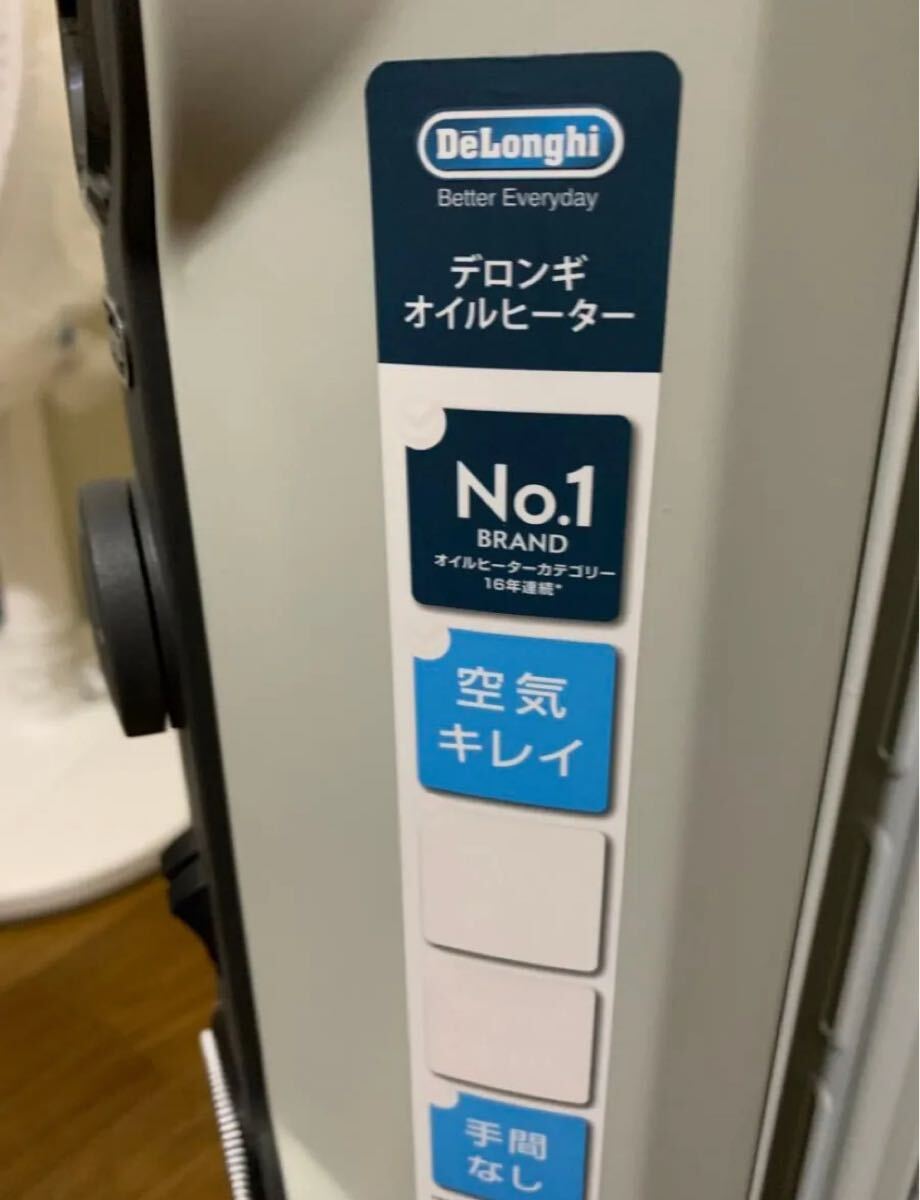 DeLonghi
Better Everyday
デロンギ
オイルヒーター
No.1
BRAND
オイルヒーターカテゴリー
16年連続*
空気
キレイ
手間
なし